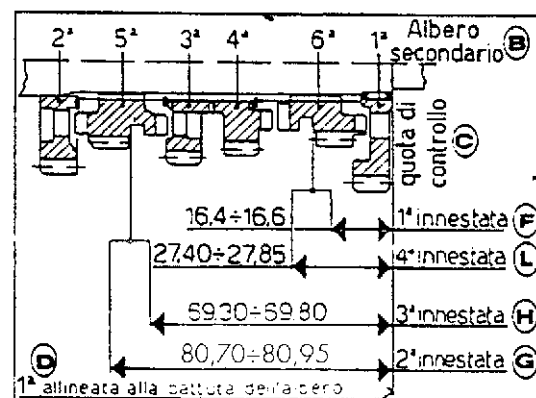 Albero
2ª 5ª 3ª 4ª 6ª 1ª secondario B
quota di
controllo
C
16,4÷16,6 1ª innestata F
27,40÷27,85 4ª innestata L
69,30÷69,80 3ª innestata H
80,70÷80,95 2ª innestata G
D
1ª allineata alla battuta dell'albero